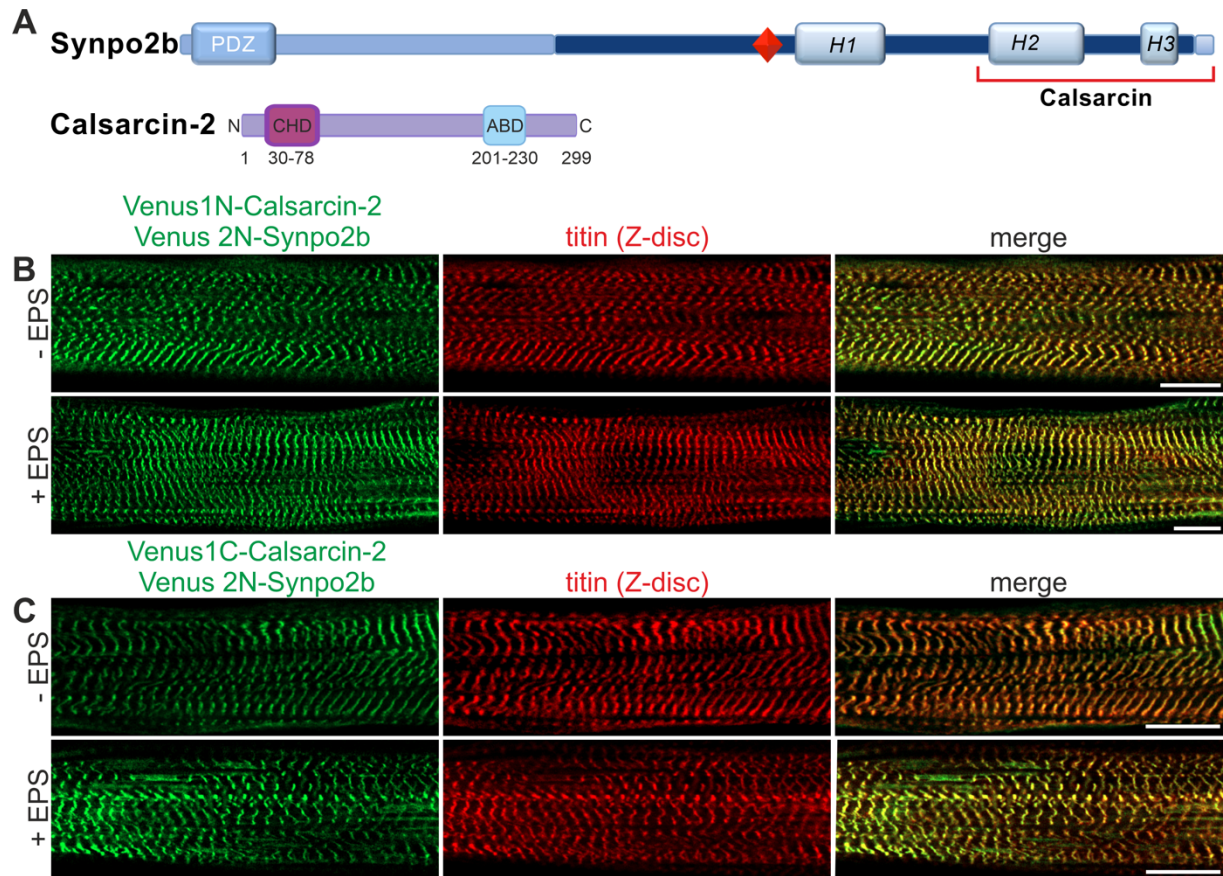 A
Synpo2b
PDZ
H1
H2
H3
Calsarcin
Calsarcin-2
N
CHD
ABD
C
1
30-78
201-230
299
Venus1N-Calsarcin-2
Venus 2N-Synpo2b
titin (Z-disc)
merge
B
- EPS
+ EPS
Venus1C-Calsarcin-2
Venus 2N-Synpo2b
titin (Z-disc)
merge
C
- EPS
+ EPS